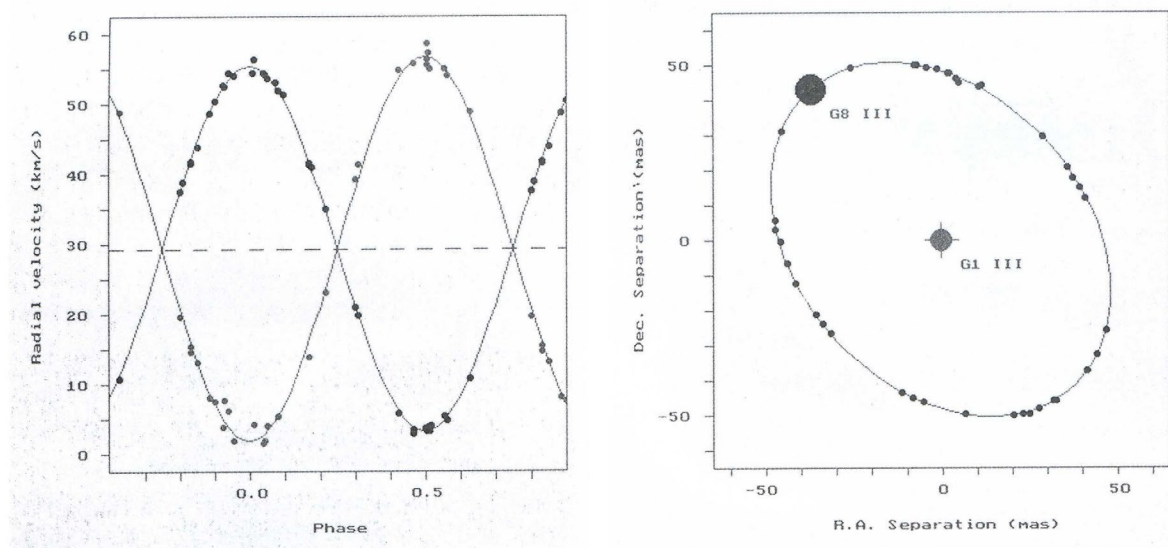 Radial velocity (km/s)
60
50
40
30
20
10
0
0.0
0.5
Phase
Dec. Separation (mas)
50
0
-50
G8 III
G1 III
-50
0
50
R.A. Separation (mas)